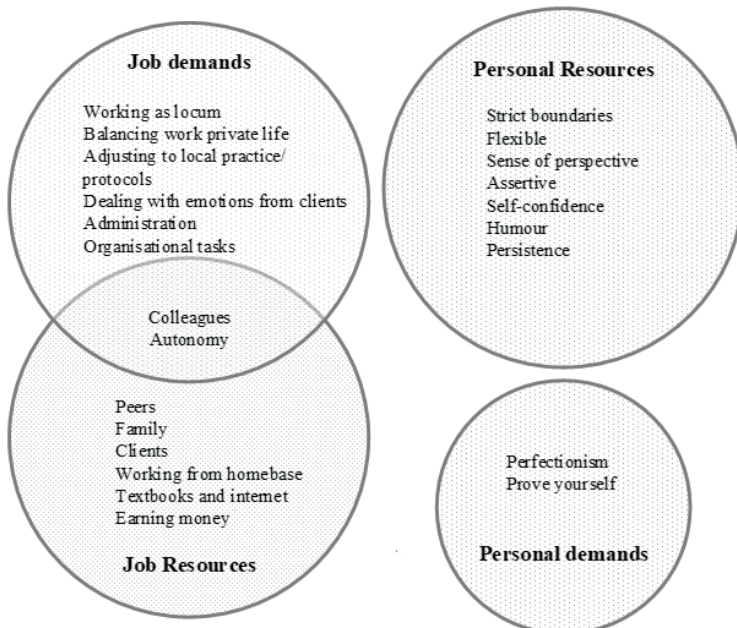 Job demands
Working as locum
Balancing work private life
Adjusting to local practice/
protocols
Dealing with emotions from clients
Administration
Organisational tasks
Colleagues
Autonomy
Peers
Family
Clients
Working from homebase
Textbooks and internet
Earning money
Job Resources
Personal Resources
Strict boundaries
Flexible
Sense of perspective
Assertive
Self-confidence
Humour
Persistence
Perfectionism
Prove yourself
Personal demands